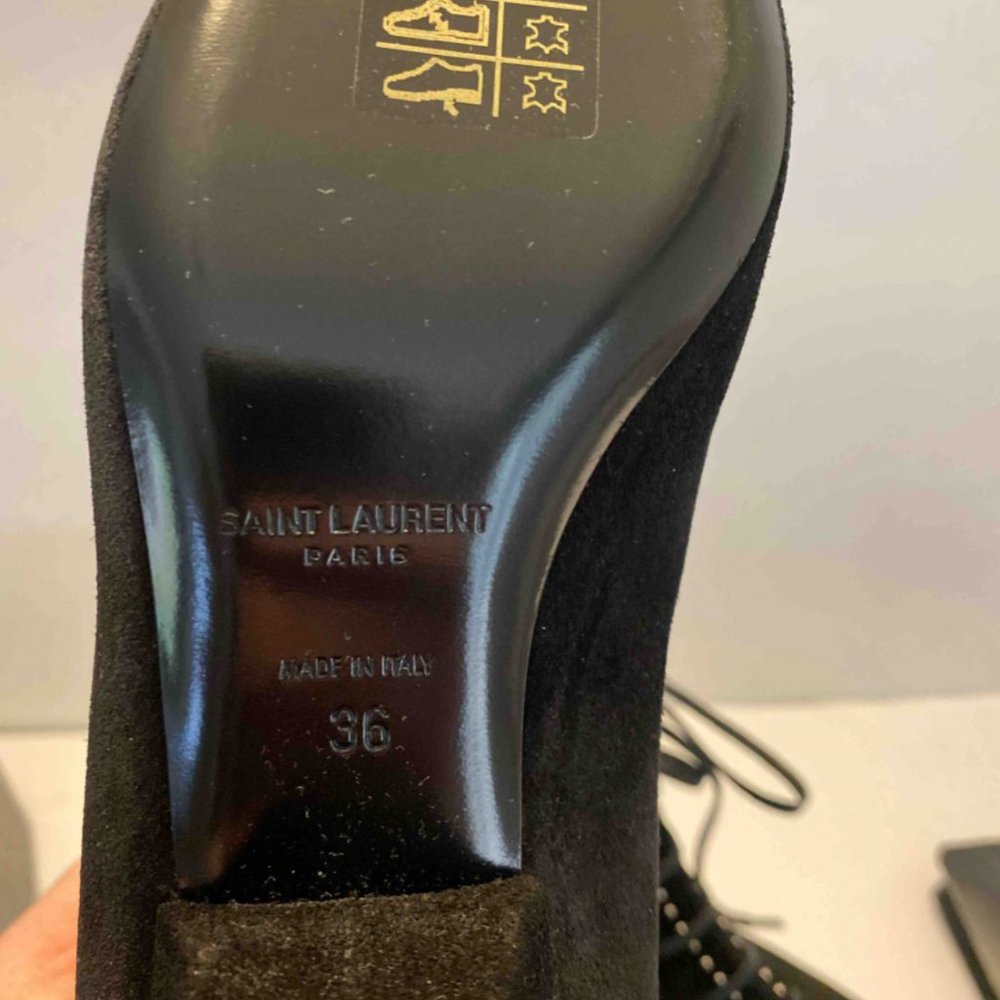 SAINT LAURENT
PARIS
MADE IN ITALY
36